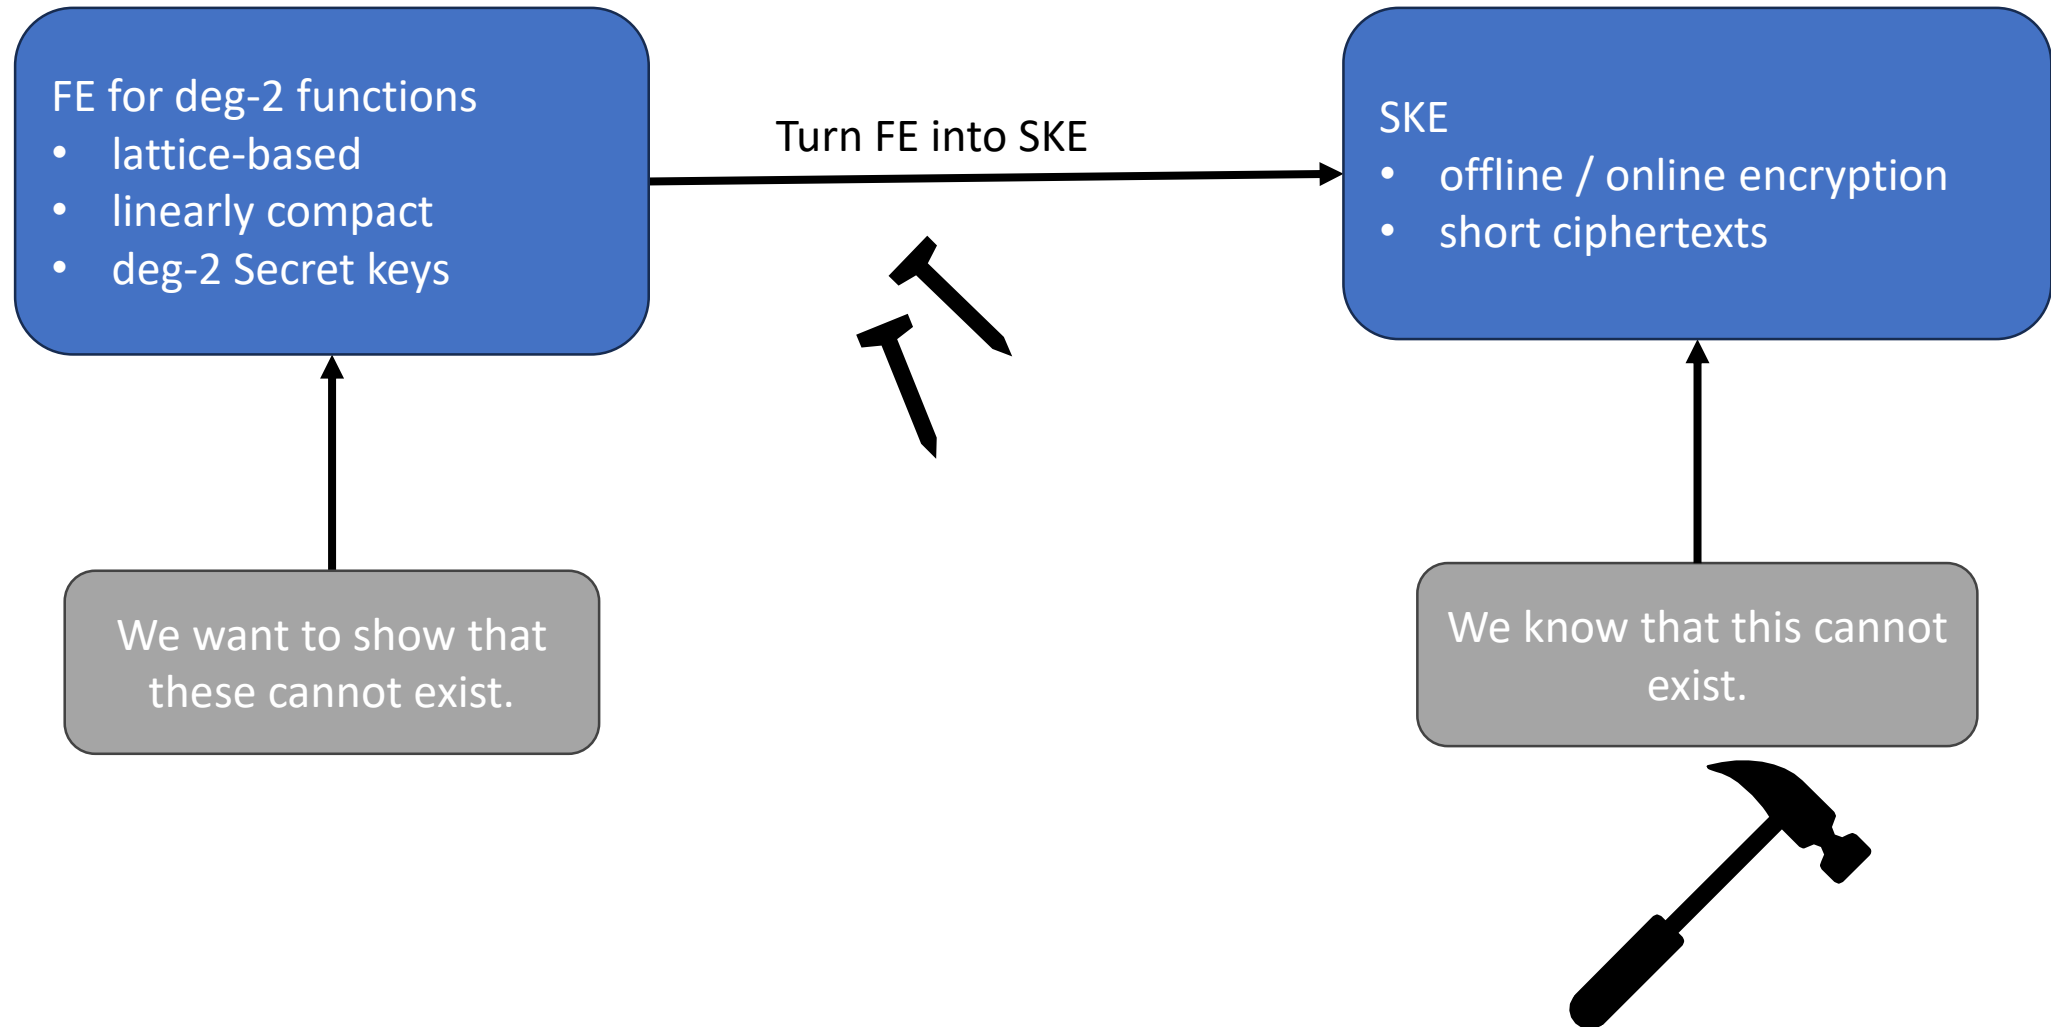 FE for deg-2 functions
• lattice-based
• linearly compact
• deg-2 Secret keys
Turn FE into SKE
SKE
• offline / online encryption
• short ciphertexts
We want to show that
these cannot exist.
We know that this cannot
exist.